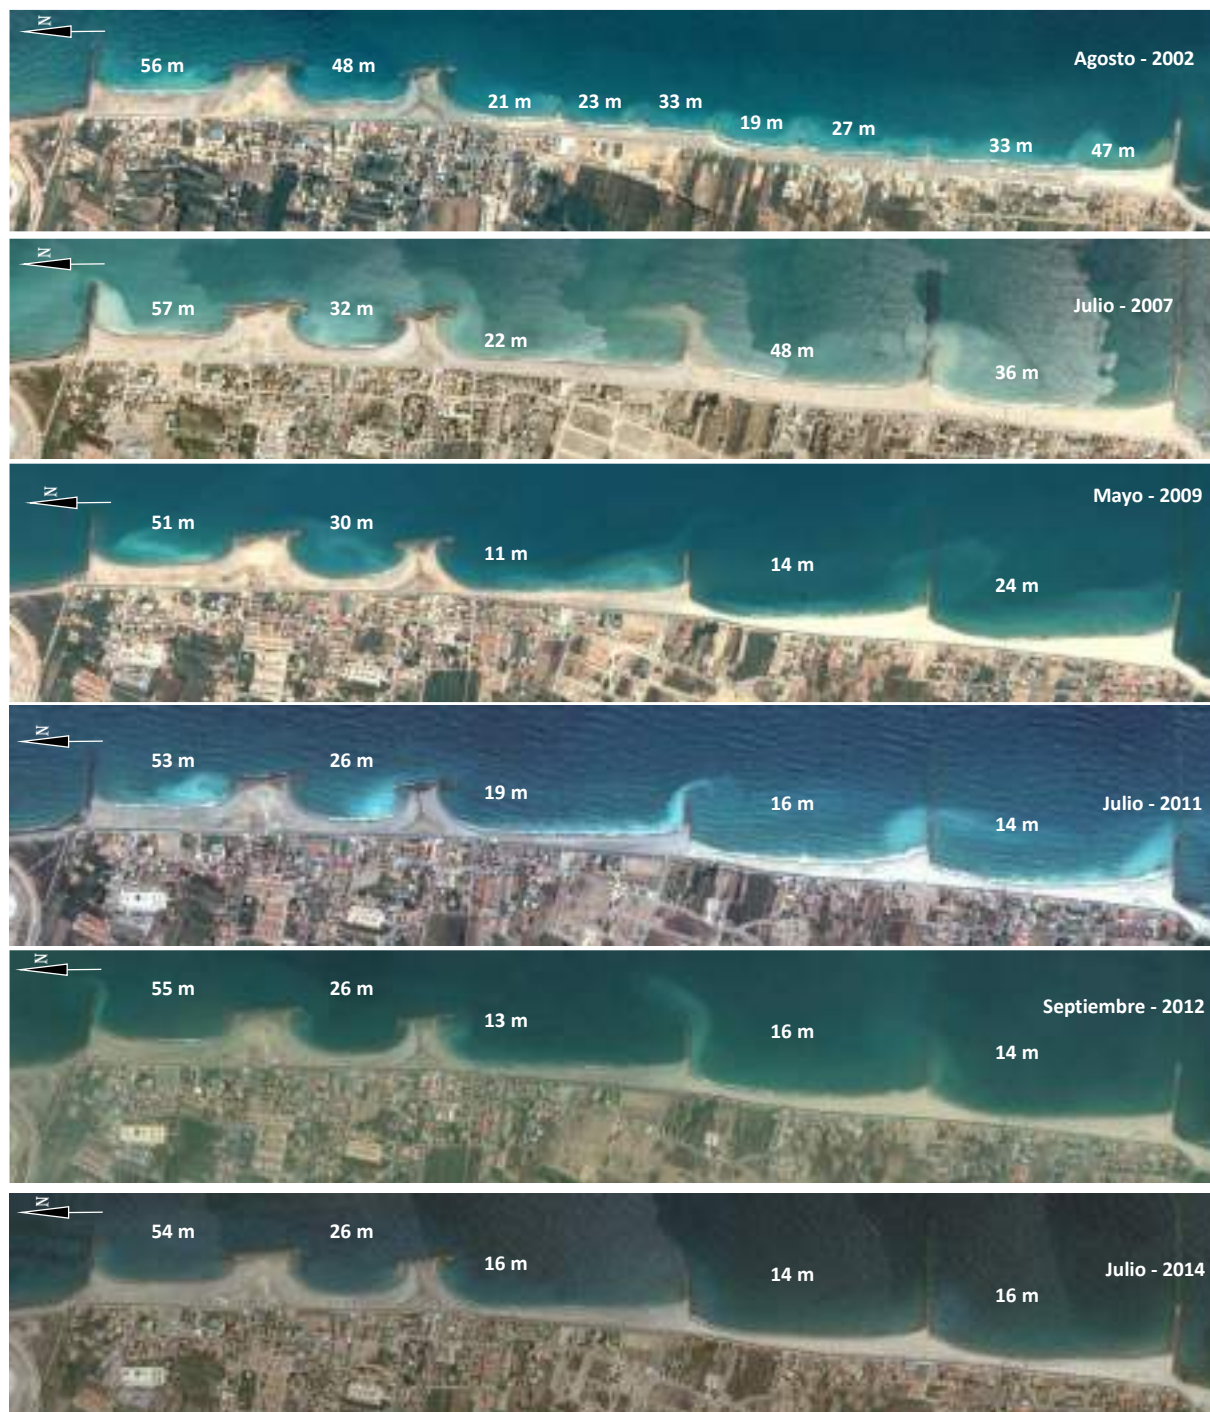 N
Agosto - 2002
56 m
48 m
21 m
23 m
33 m
19 m
27 m
33 m
47 m
N
Julio - 2007
57 m
32 m
22 m
48 m
36 m
N
Mayo - 2009
51 m
30 m
11 m
14 m
24 m
N
Julio - 2011
53 m
26 m
19 m
16 m
14 m
N
Septiembre - 2012
55 m
26 m
13 m
16 m
14 m
N
Julio - 2014
54 m
26 m
16 m
14 m
16 m